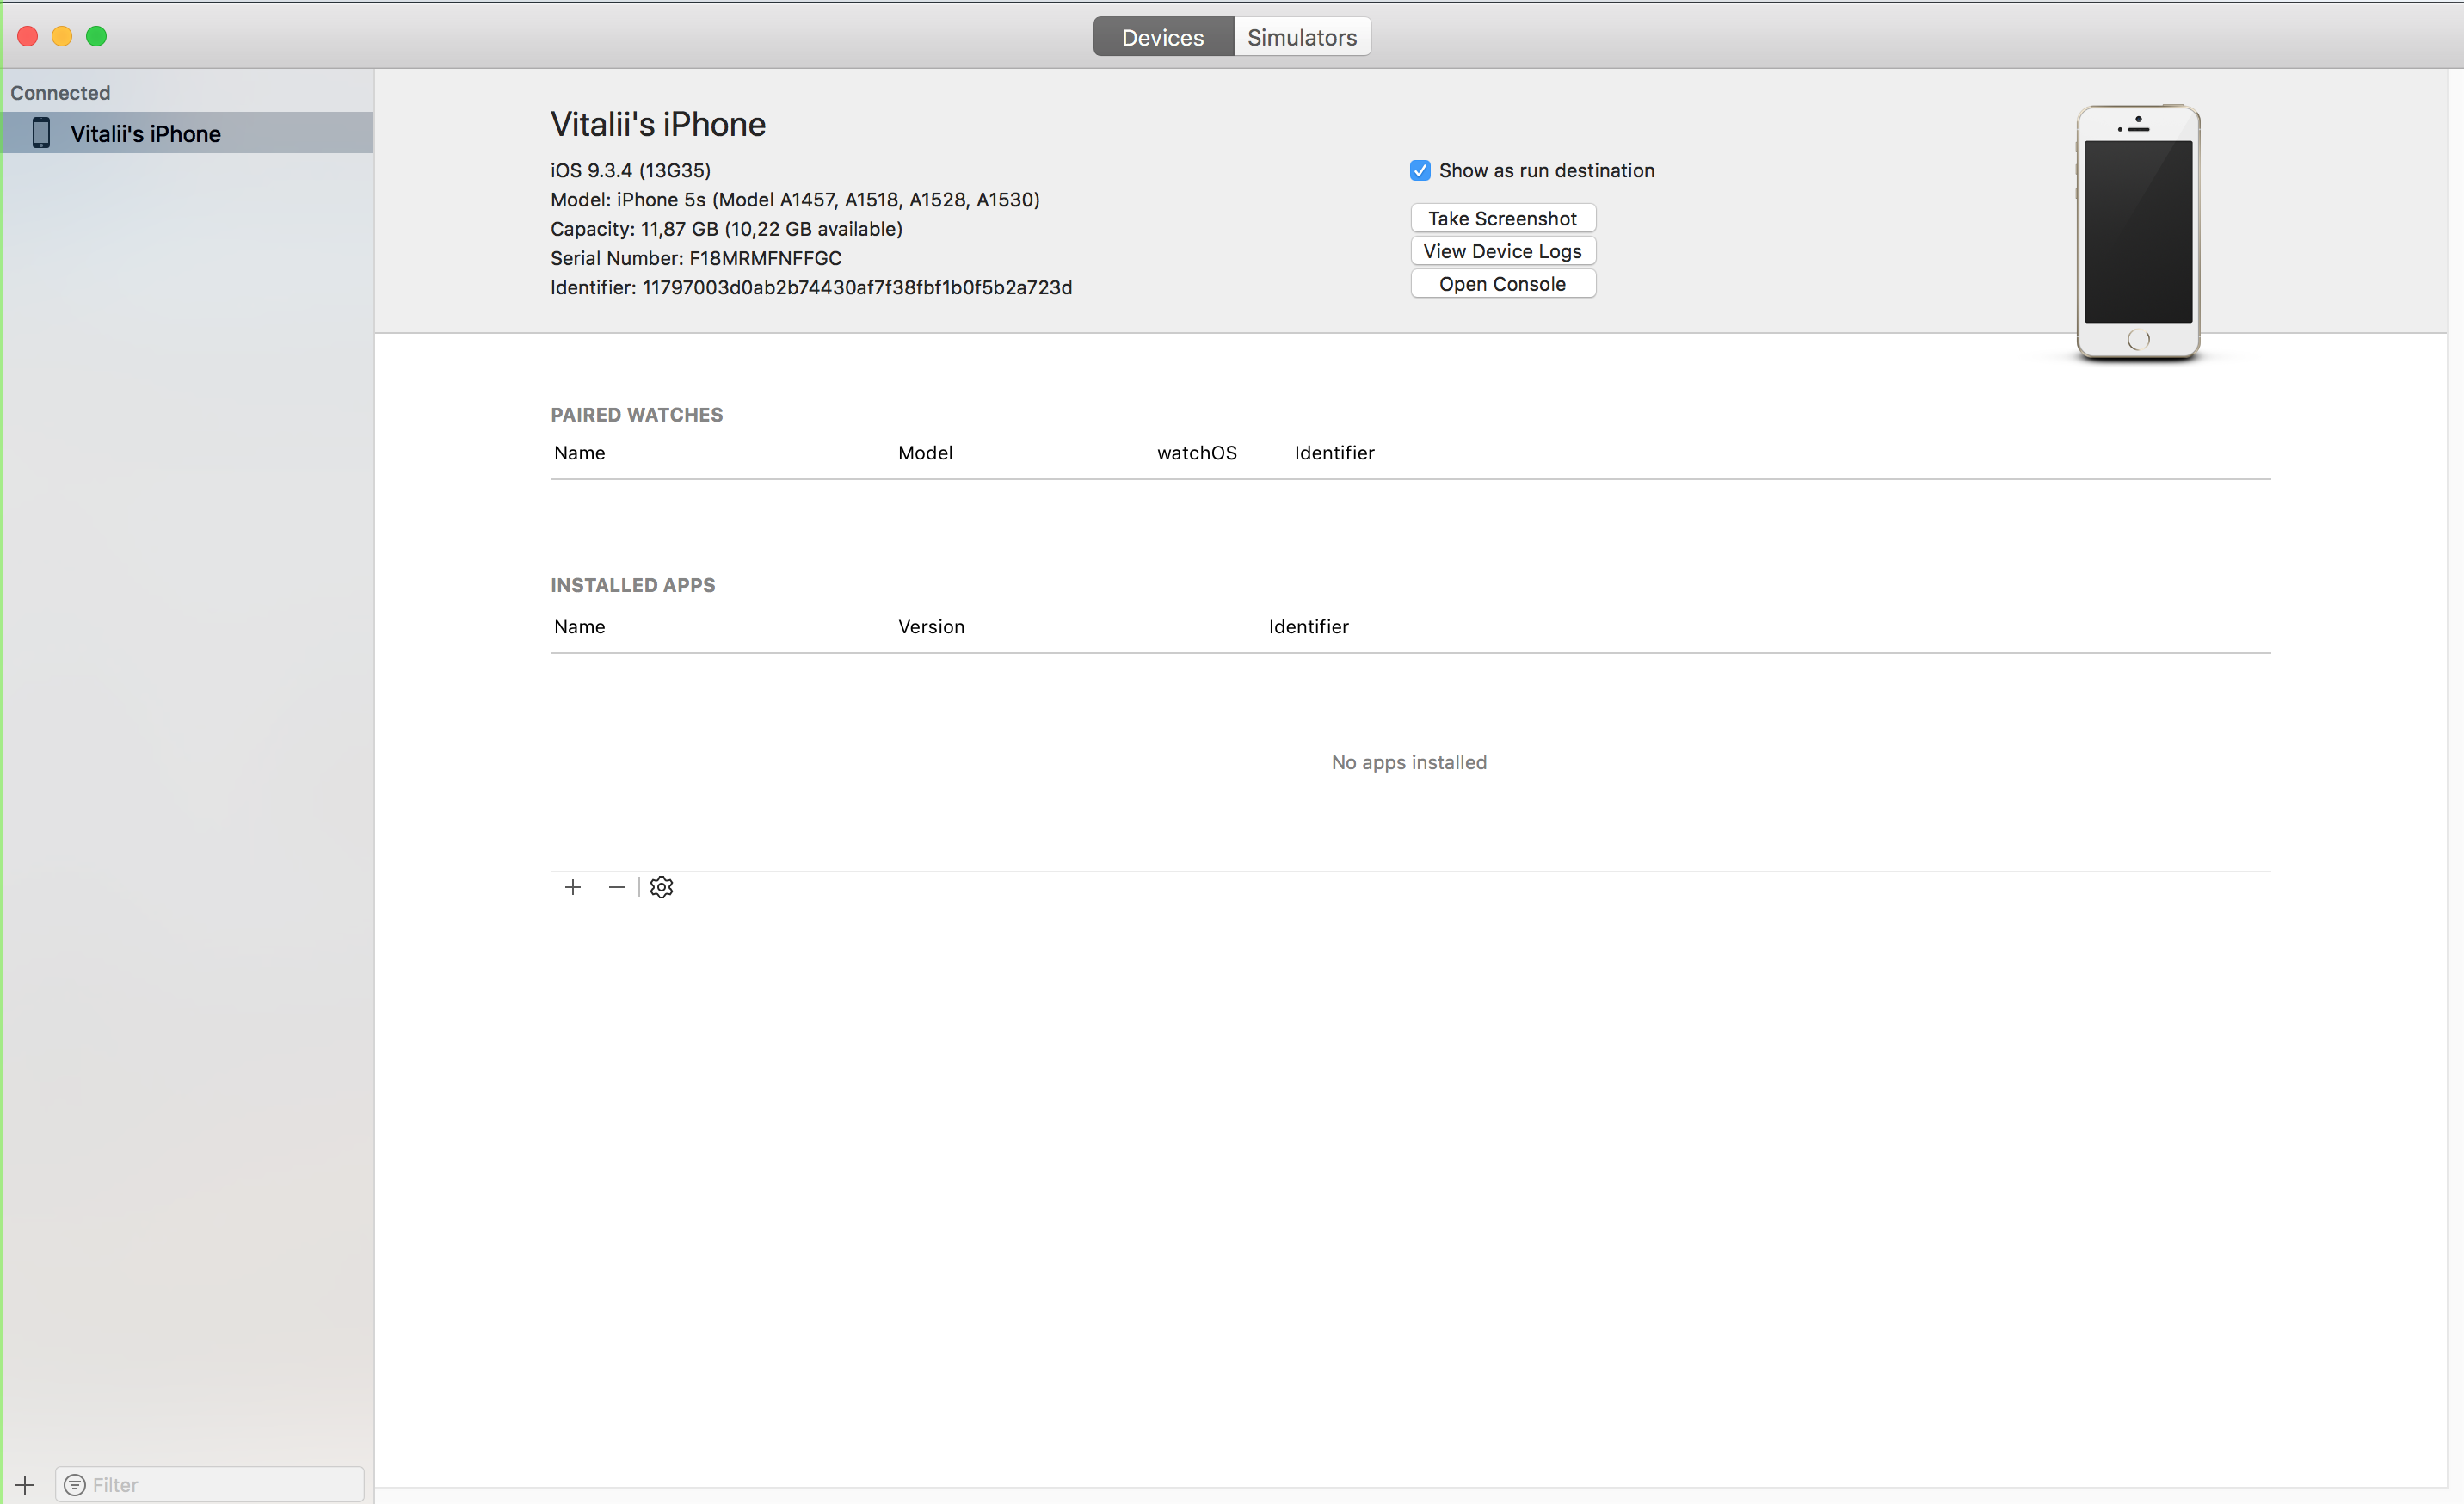 Devices
Simulators
Connected
Vitalii's iPhone
Vitalii's iPhone
iOS 9.3.4 (13G35)
Model: iPhone 5s (Model A1457, A1518, A1528, A1530)
Capacity: 11,87 GB (10,22 GB available)
Serial Number: F18MRMFNFFGC
Identifier: 11797003d0ab2b74430af7f38fbf1b0f5b2a723d
Show as run destination
Take Screenshot
View Device Logs
Open Console
PAIRED WATCHES
Name Model watchOS Identifier
INSTALLED APPS
Name Version Identifier
No apps installed
Filter